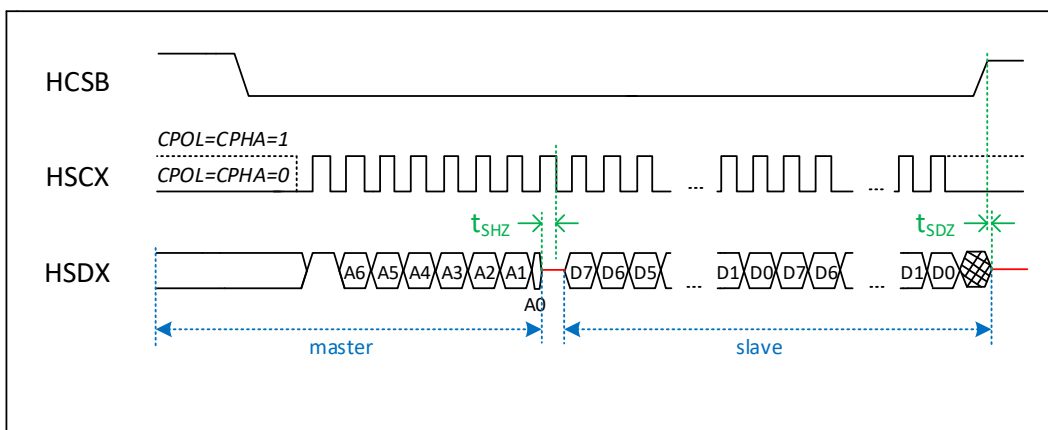 HCSB
CPOL=CPHA=1
HSCX
CPOL=CPHA=0
... ...
tSHZ tSDZ
HSDX
A6 A5 A4 A3 A2 A1 D7 D6 D5 ... D1 D0 D7 D6 ... D1 D0
A0
master slave